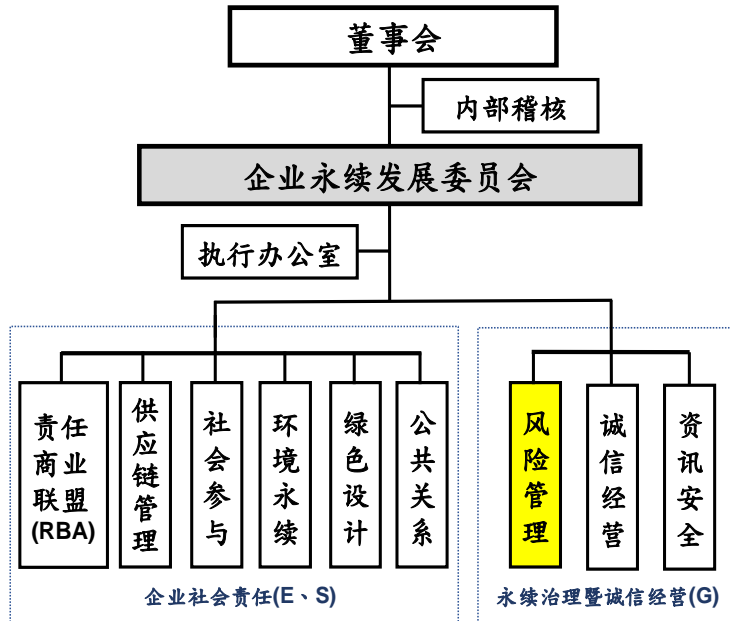 董事会
内部稽核
企业永续发展委员会
执行办公室
责任
商业
联盟
(RBA)
供应链管理
社会参与
环境永续
绿色设计
公共关系
风险管理
诚信经营
资讯安全
企业社会责任(E、S)
永续治理暨诚信经营(G)